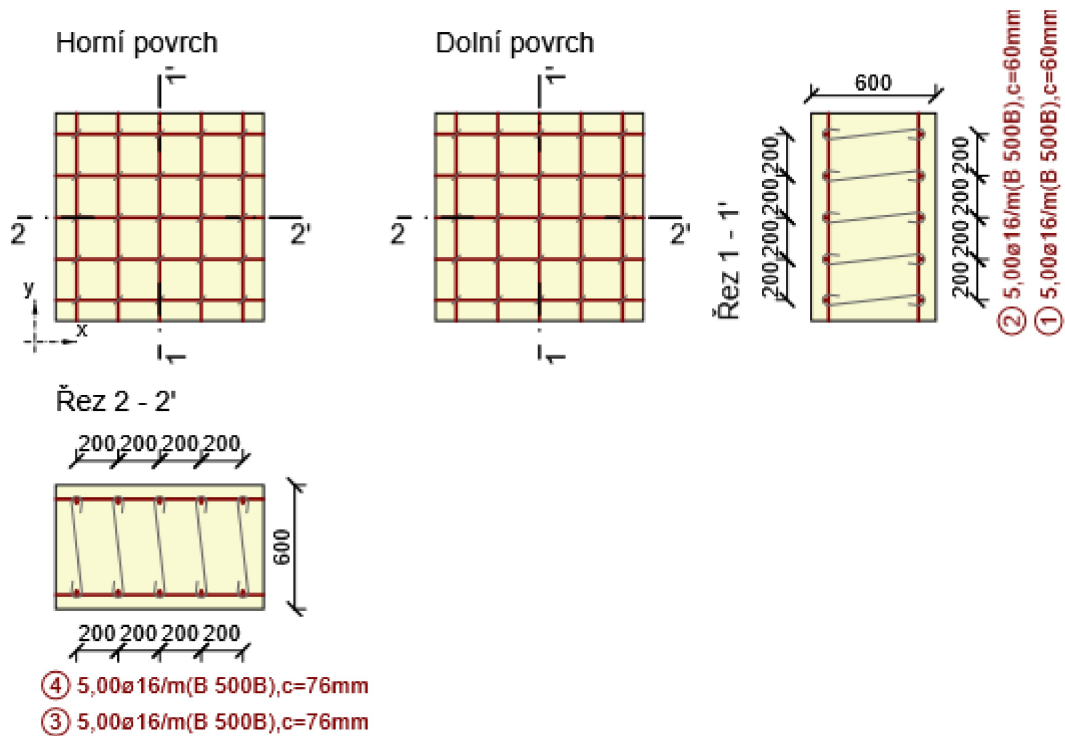 Horní povrch
Dolní povrch
1'
1'
600
2
2'
2
2'
200
200
200
200
200
200
200
200
Řez 1 - 1'
② 5,00ø16/m(B 500B),c=60mm
① 5,00ø16/m(B 500B),c=60mm
y
x
1
1
Řez 2 - 2'
200 200 200 200
600
200 200 200 200
④ 5,00ø16/m(B 500B),c=76mm
③ 5,00ø16/m(B 500B),c=76mm